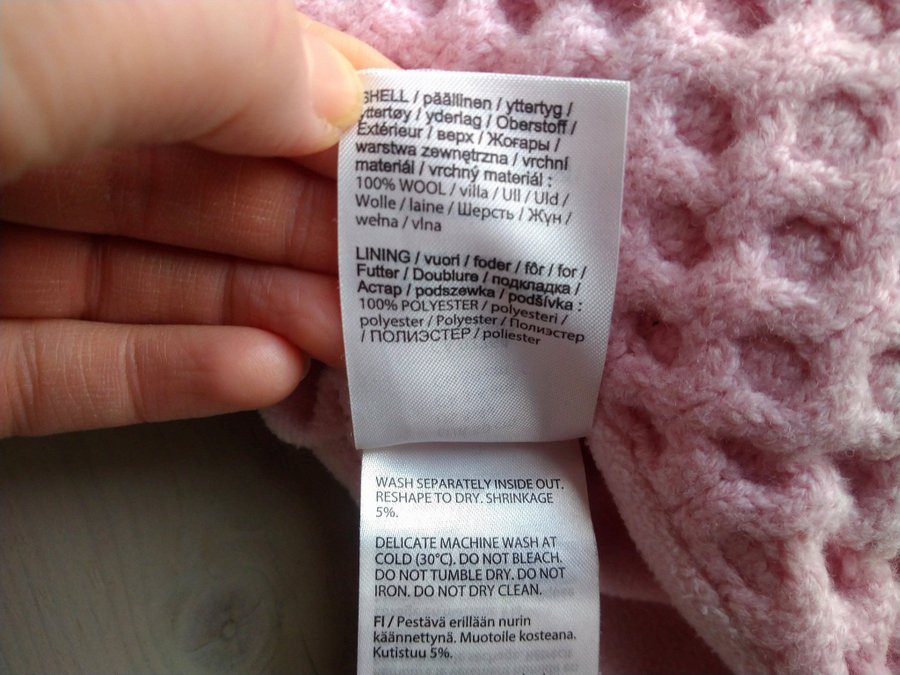 SHELL / päällinen / yttertyg /
yttertøy / yderlag / Oberstoff /
Extérieur / верх / Жоғары /
warstwa zewnętrzna / vrchní
materiál / vrchný materiál :
100% WOOL / villa / Ull / Uld /
Wolle / laine / Шерсть / Жүн /
wełna / vlna
LINING / vuori / foder / fôr / for /
Futter / Doublure / подкладка /
Астар / podszewka / podšívka :
100% POLYESTER / polyesteri /
polyester / Polyester / Полиэстер
/ ПОЛИЭСТЕР / poliester
WASH SEPARATELY INSIDE OUT.
RESHAPE TO DRY. SHRINKAGE
5%.
DELICATE MACHINE WASH AT
COLD (30°C). DO NOT BLEACH.
DO NOT TUMBLE DRY. DO NOT
IRON. DO NOT DRY CLEAN.
FI / Pestävä erillään nurin
käännettynä. Muotoile kosteana.
Kutistuu 5%.